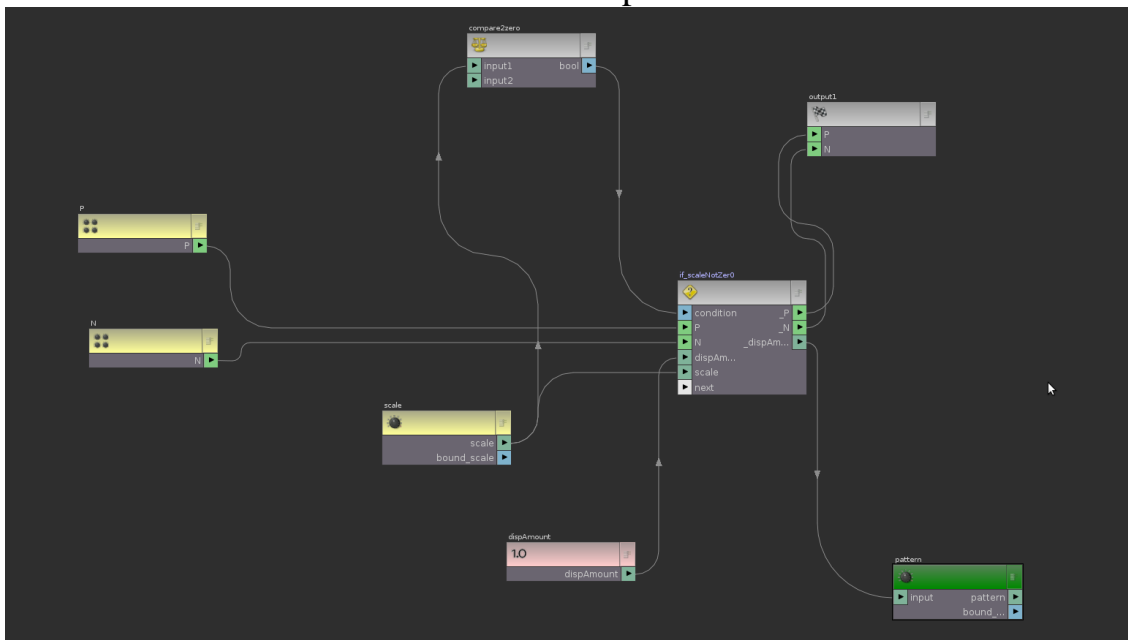 compare2zero
input1 bool
input2
output1
P
N
P
P
N
N
if_scaleNotZer0
condition _P
P _N
N _dispAm...
dispAm...
scale
next
scale
scale
bound_scale
dispAmount
1.0
dispAmount
pattern
input pattern
bound_...